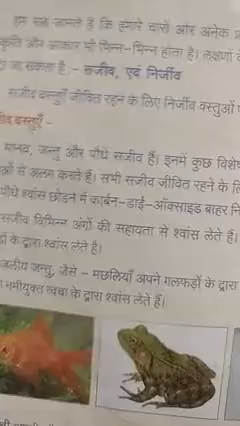 हम सब जानते हैं कि हमारे चारों ओर अनेक
और आकार भी भिन्न-भिन्न होता है। लक्षणों
जा सकता है :- सजीव, एवं निर्जीव
सजीव वस्तुएँ जीवित रहने के लिए निर्जीव वस्तुओं
वस्तुएँ -
मानव, जन्तु और पौधे सजीव हैं। इनमें कुछ
से अलग करते हैं। सभी सजीव जीवित रहने के
पौधे श्वांस छोड़ने में कार्बन-डाई-ऑक्साइड बाहर
सजीव विभिन्न अंगों की सहायता से श्वांस लेते हैं।
के द्वारा श्वांस लेते है।
जलीय जन्तु, जैसे - मछलियाँ अपने गलफड़ों के द्वारा
नमीयुक्त त्वचा के द्वारा श्वांस लेते हैं।